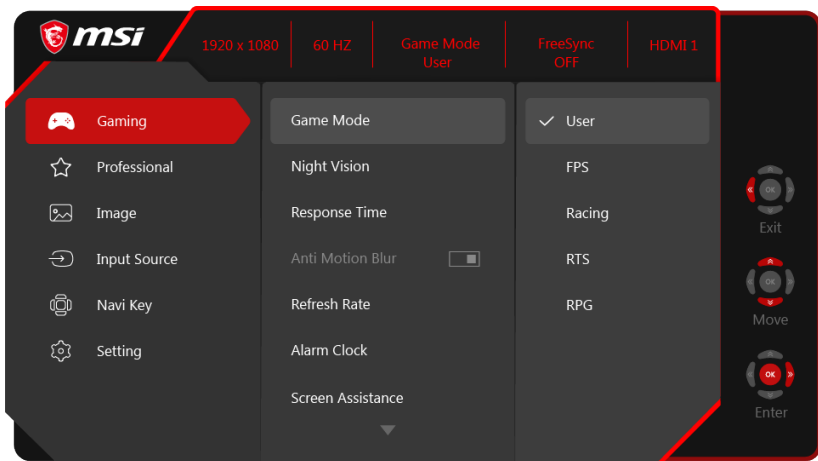 msi
1920 x 1080
60 HZ
Game Mode
User
FreeSync
OFF
HDMI 1
Gaming
Professional
Image
Input Source
Navi Key
Setting
Game Mode
Night Vision
Response Time
Anti Motion Blur
Refresh Rate
Alarm Clock
Screen Assistance
User
FPS
Racing
RTS
RPG
OK
Exit
OK
Move
OK
Enter